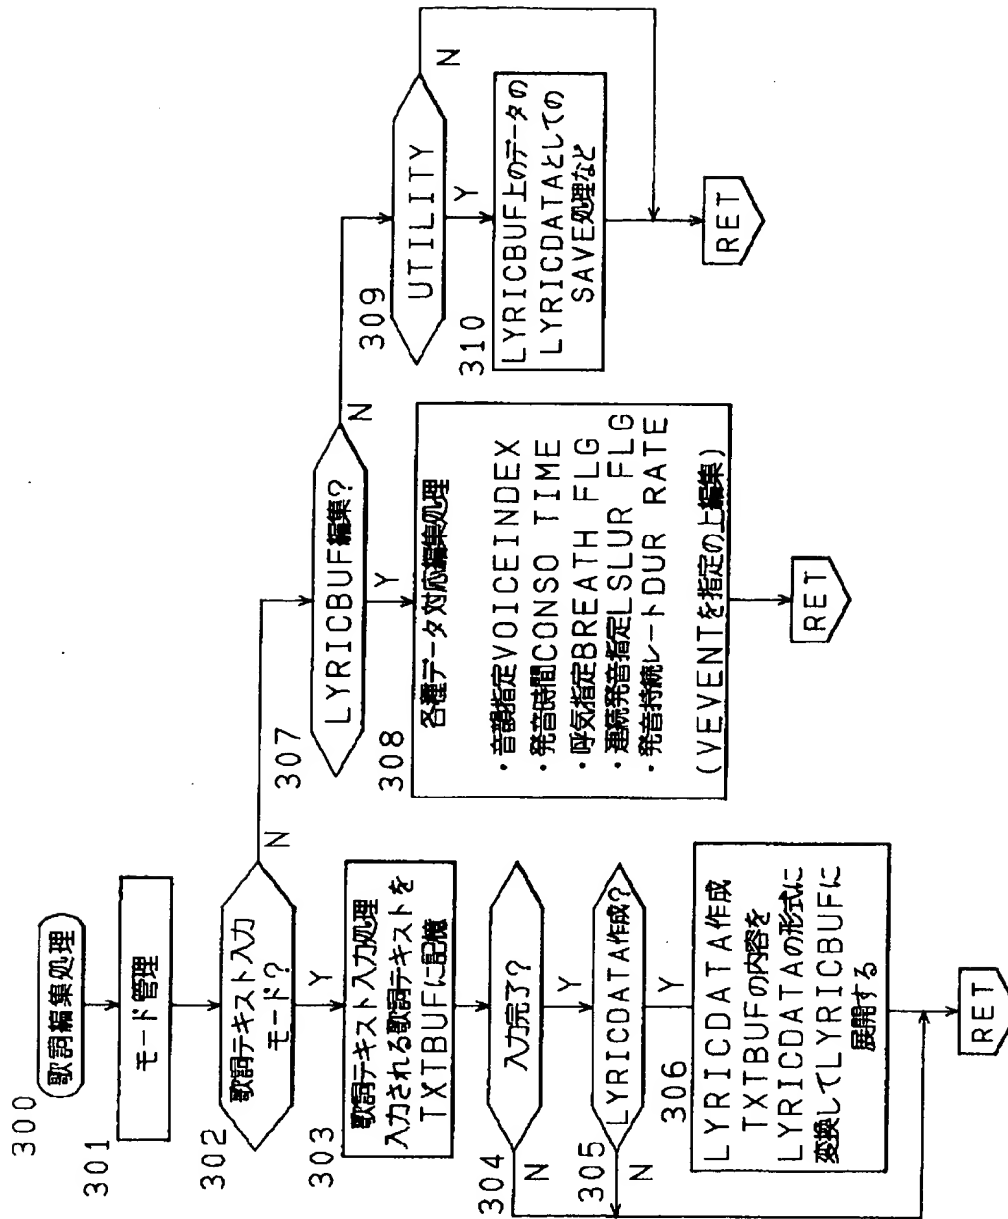 300
歌詞編集処理
301
モード管理
302
歌詞テキスト入力
モード?
N
Y
303
歌詞テキスト入力処理
入力される歌詞テキストを
TXTBUFに記憶
304
入力完了?
N
Y
305
LYRICDATA作成?
N
Y
306
LYRICDATA作成
TXTBUFの内容を
LYRICDATAの形式に
変換してLYRICBUFに
展開する
RET
307
LYRICBUF編集?
N
Y
308
各種データ対応編集処理
・音韻指定VOICEINDEX
・発音時間CONSO TIME
・呼気指定BREATH FLG
・連続発音指定LSLUR FLG
・発音持続レートDUR RATE
(VEVENTを指定の上編集)
RET
309
UTILITY
N
Y
310
LYRICBUF上のデータの
LYRICDATAとしての
SAVE処理など
RET